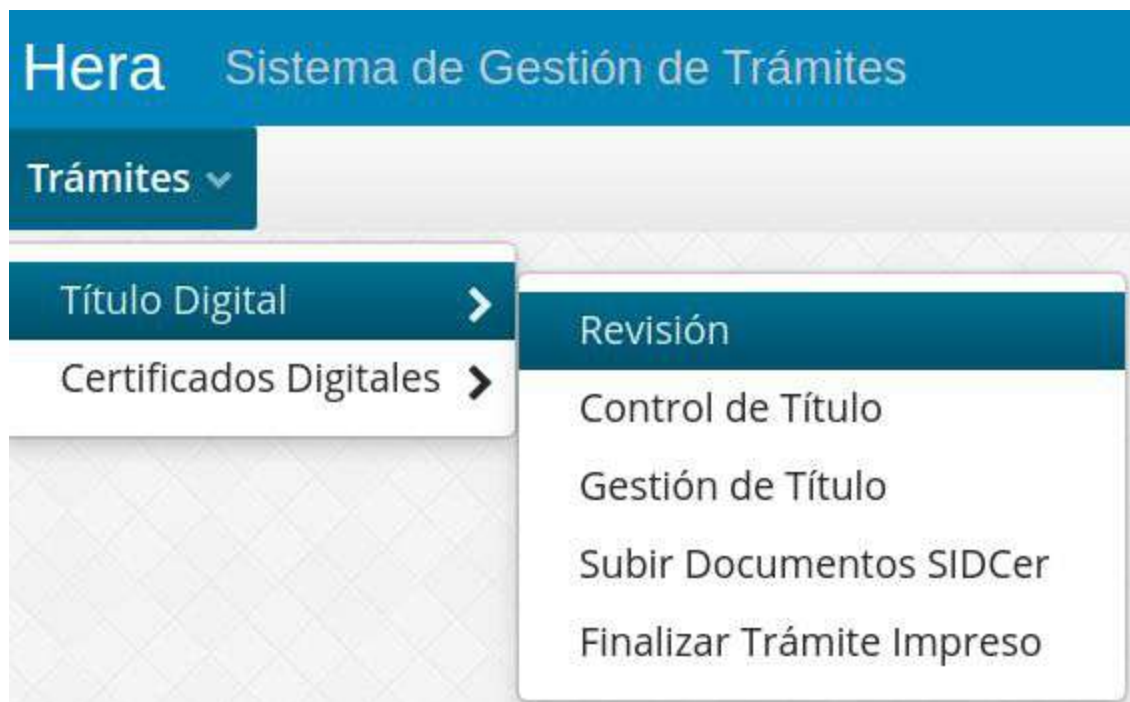 Hera Sistema de Gestión de Trámites
Trámites
Título Digital
Certificados Digitales
Revisión
Control de Título
Gestión de Título
Subir Documentos SIDCer
Finalizar Trámite Impreso